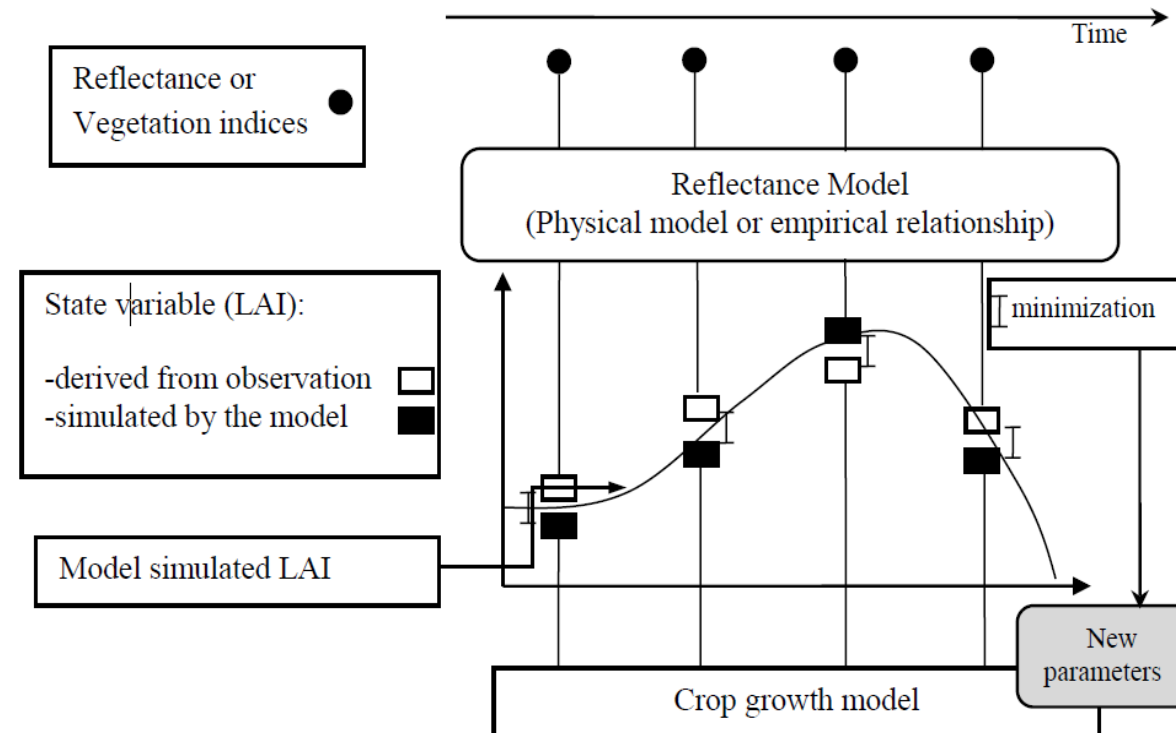 Time
Reflectance or
Vegetation indices
Reflectance Model
(Physical model or empirical relationship)
State variable (LAI):
-derived from observation
-simulated by the model
minimization
Model simulated LAI
New
parameters
Crop growth model